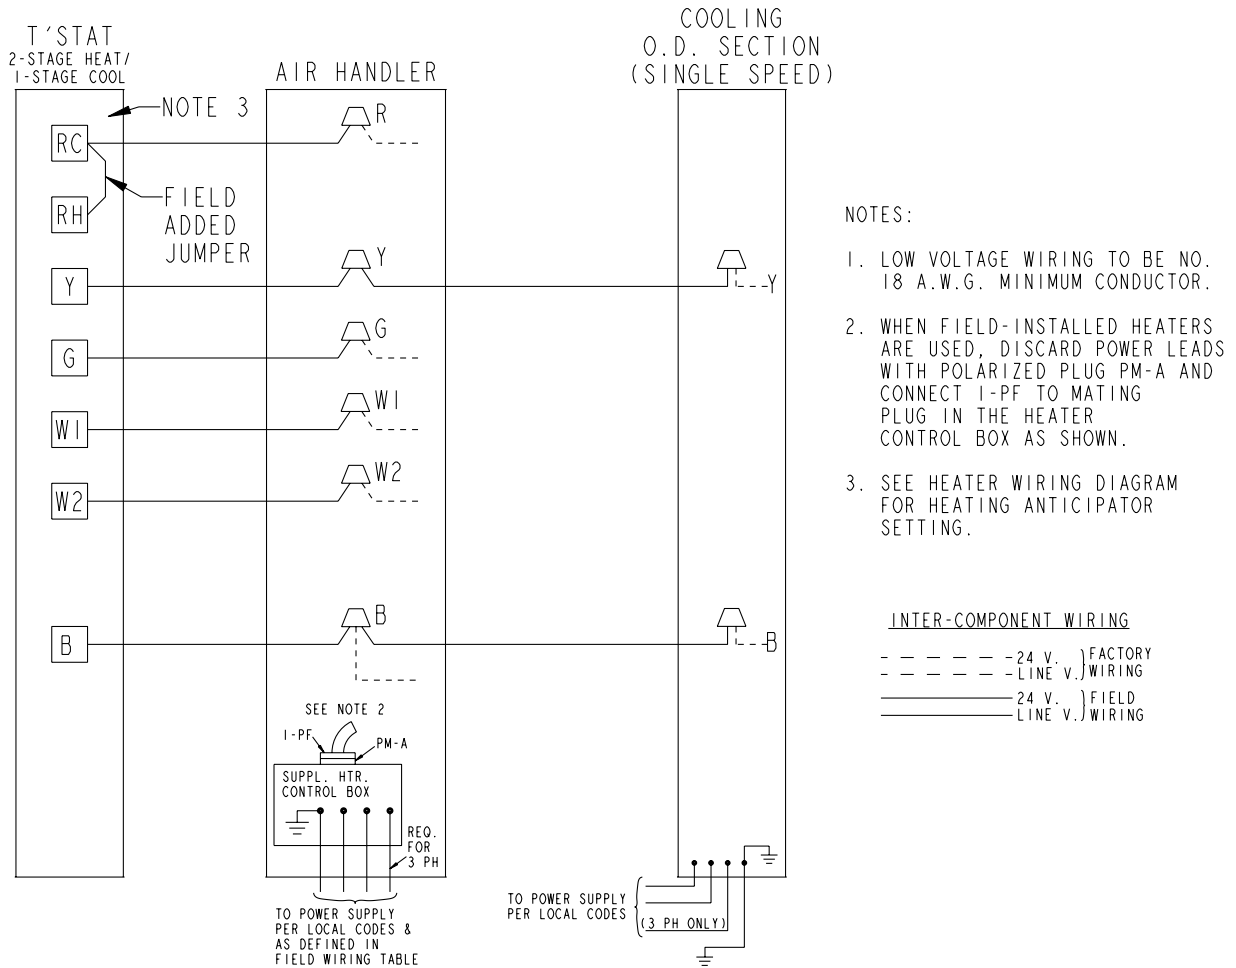 T'STAT
2-STAGE HEAT/
1-STAGE COOL
AIR HANDLER
COOLING
O.D. SECTION
(SINGLE SPEED)
NOTE 3
RC
R
RH
FIELD
ADDED
JUMPER
Y
Y
Y
G
G
W1
W1
W2
W2
B
B
B
SEE NOTE 2
1-PF
PM-A
SUPPL. HTR.
CONTROL BOX
REQ.
FOR
3 PH
TO POWER SUPPLY
PER LOCAL CODES &
AS DEFINED IN
FIELD WIRING TABLE
TO POWER SUPPLY
PER LOCAL CODES
(3 PH ONLY)
NOTES:
1. LOW VOLTAGE WIRING TO BE NO.
18 A.W.G. MINIMUM CONDUCTOR.
2. WHEN FIELD-INSTALLED HEATERS
ARE USED, DISCARD POWER LEADS
WITH POLARIZED PLUG PM-A AND
CONNECT 1-PF TO MATING
PLUG IN THE HEATER
CONTROL BOX AS SHOWN.
3. SEE HEATER WIRING DIAGRAM
FOR HEATING ANTICIPATOR
SETTING.
INTER-COMPONENT WIRING
24 V. } FACTORY
LINE V. } WIRING
24 V. } FIELD
LINE V. } WIRING